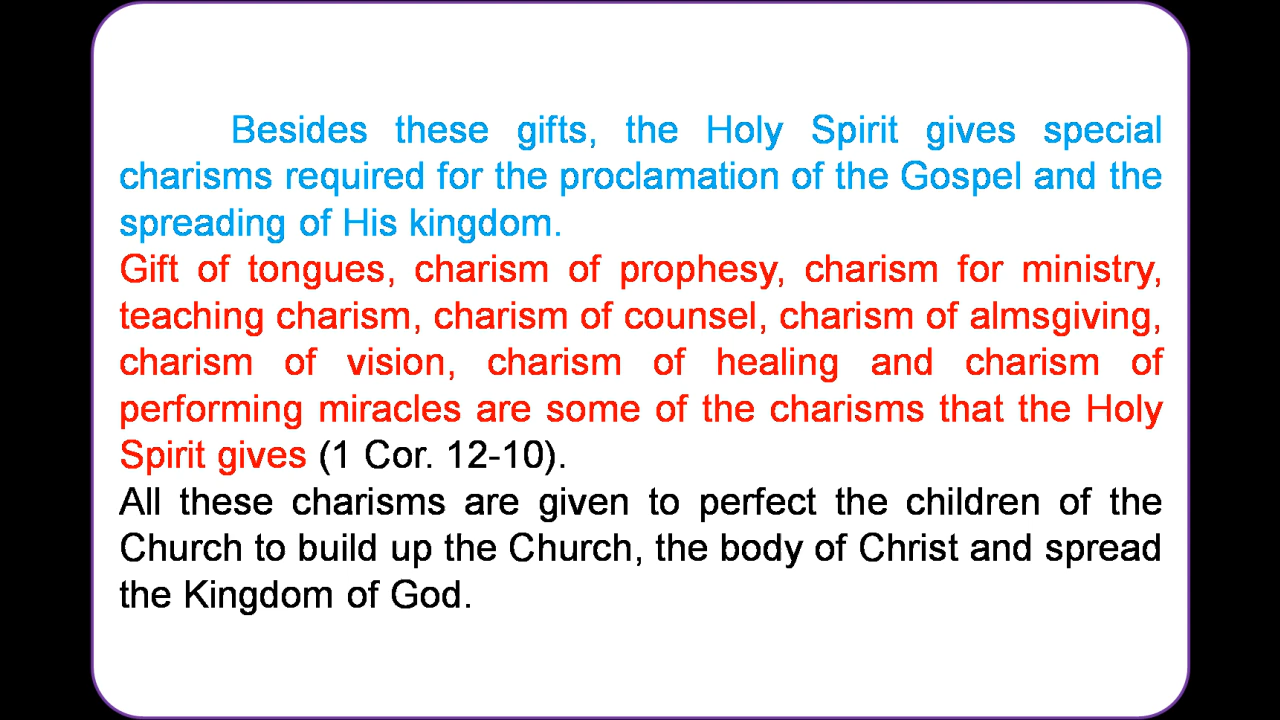 Besides these gifts, the Holy Spirit gives special
charisms required for the proclamation of the Gospel and the
spreading of His kingdom.
Gift of tongues, charism of prophesy, charism for ministry,
teaching charism, charism of counsel, charism of almsgiving,
charism of vision, charism of healing and charism of
performing miracles are some of the charisms that the Holy
Spirit gives (1 Cor. 12-10).
All these charisms are given to perfect the children of the
Church to build up the Church, the body of Christ and spread
the Kingdom of God.